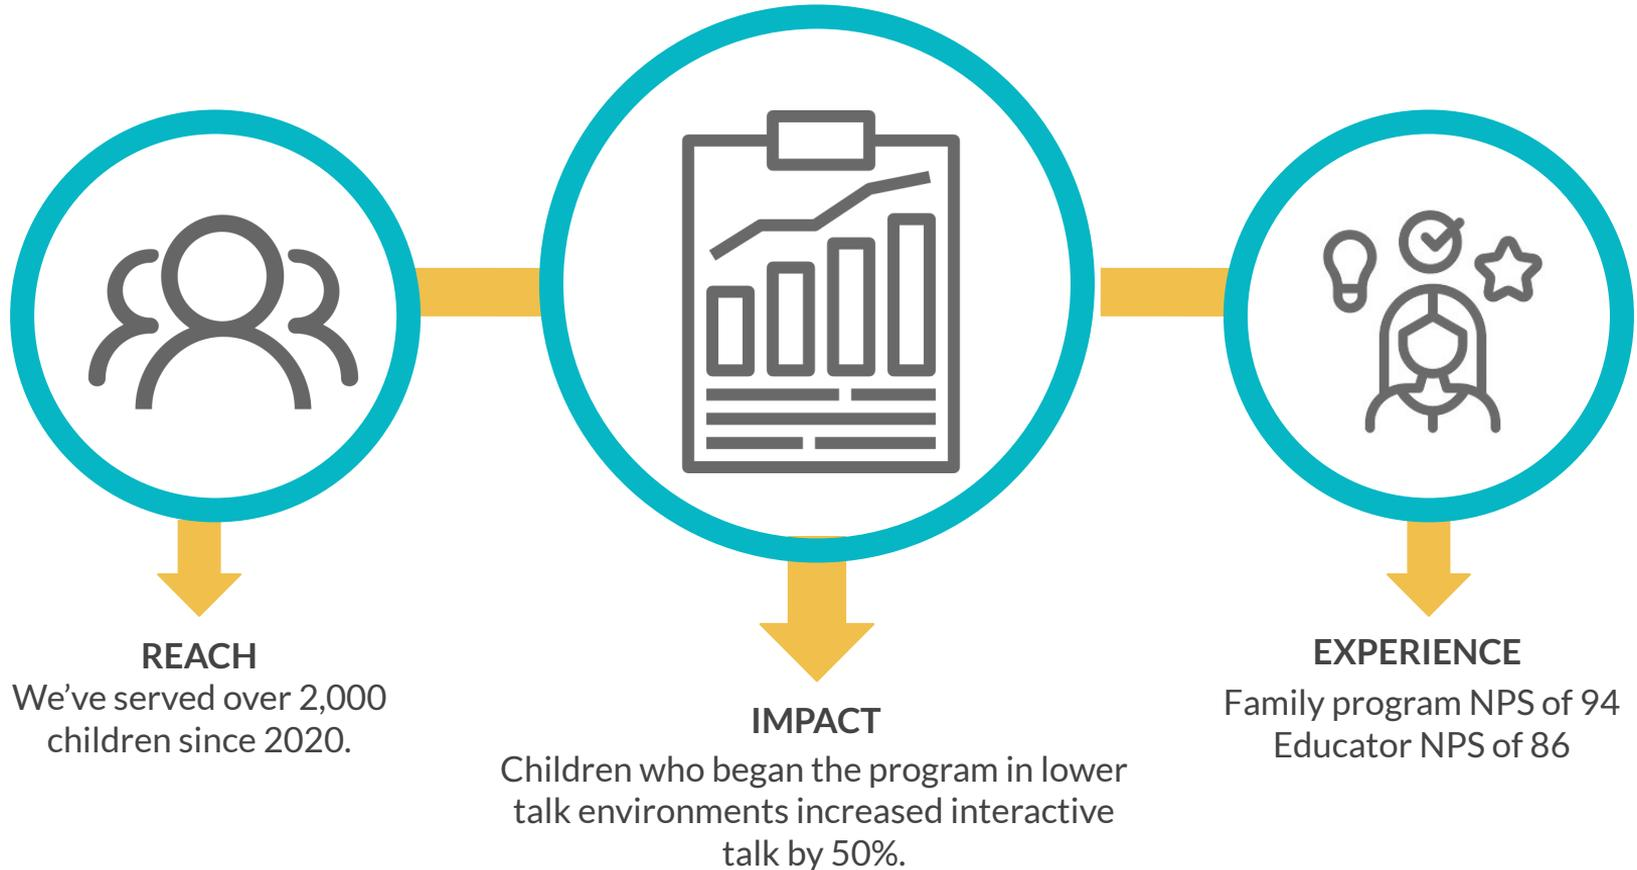 REACH
We’ve served over 2,000
children since 2020.
IMPACT
Children who began the program in lower
talk environments increased interactive
talk by 50%.
EXPERIENCE
Family program NPS of 94
Educator NPS of 86